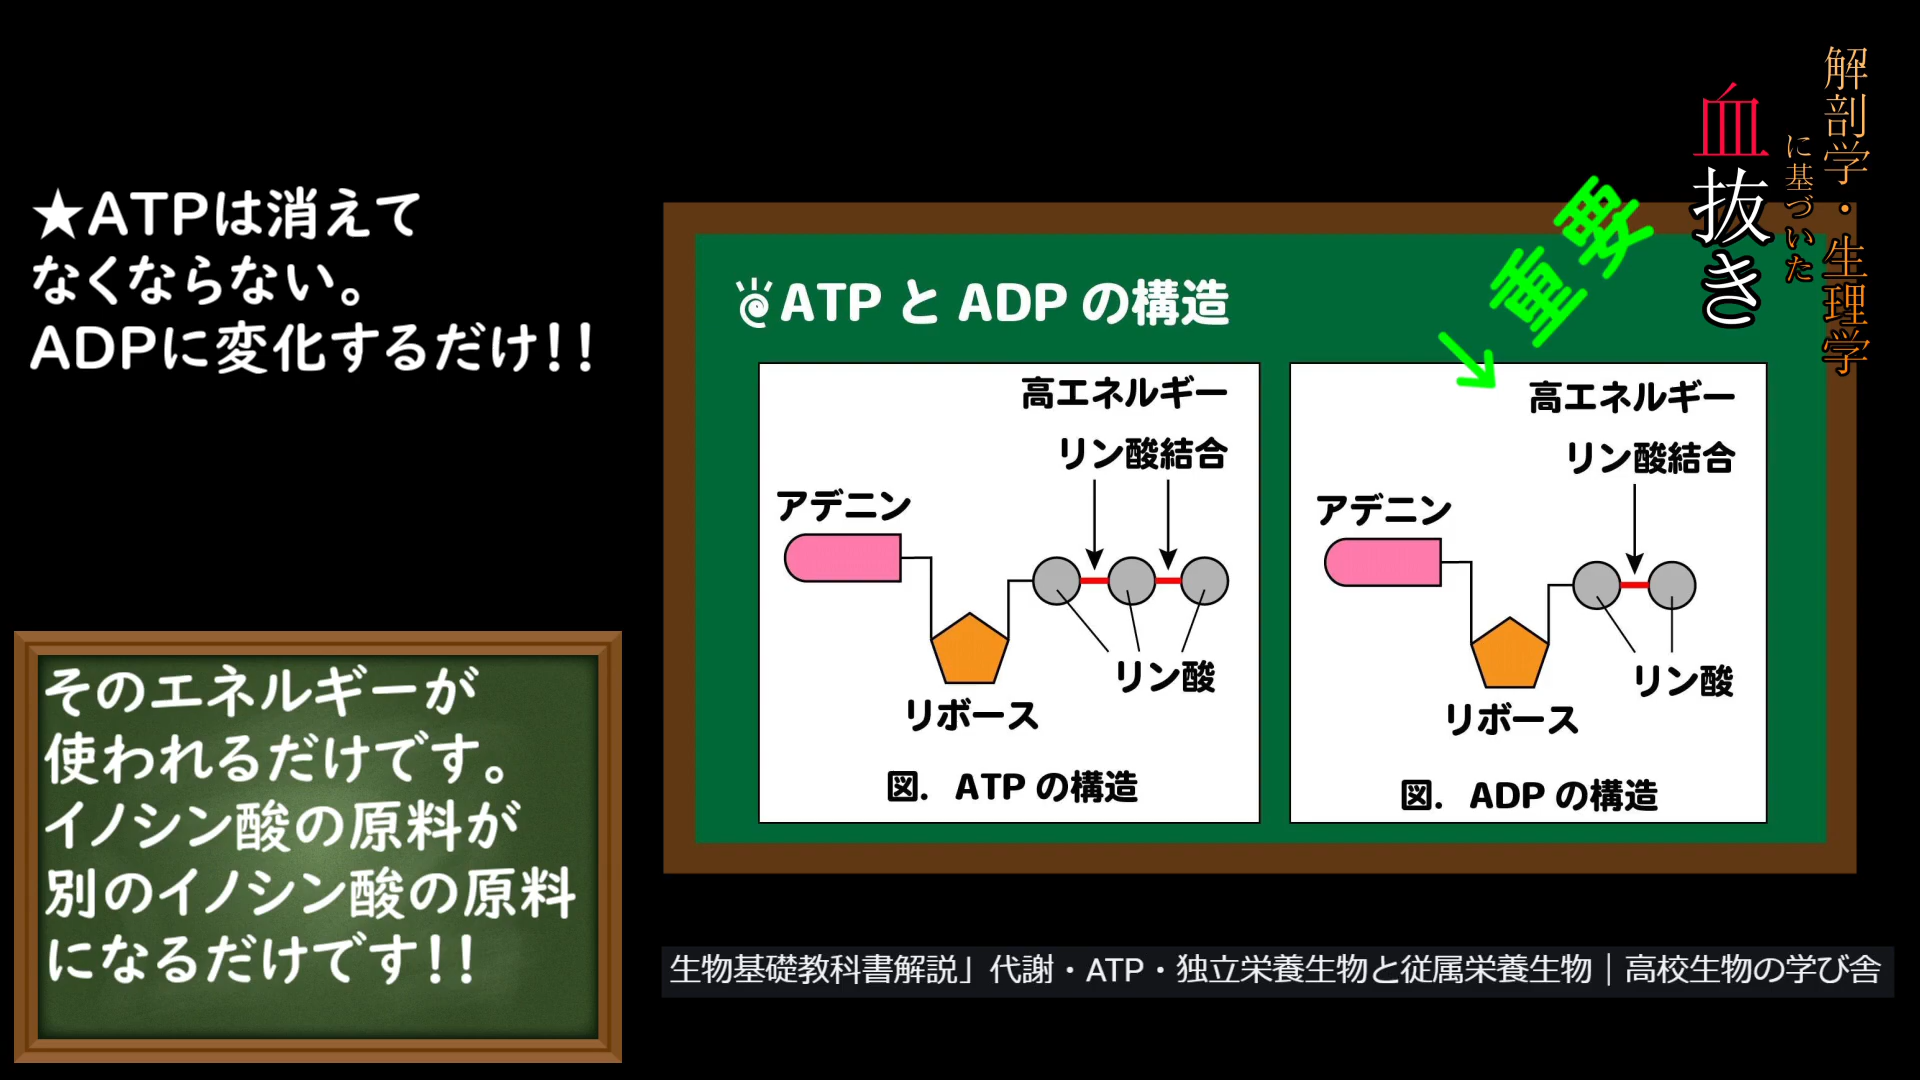 ★ATPは消えて
なくならない。
ADPに変化するだけ!!
そのエネルギーが
使われるだけです。
イノシン酸の原料が
別のイノシン酸の原料
になるだけです!!
解剖学・生理学
に基づいた
血抜き
重要
ATP と ADP の構造
高エネルギー
リン酸結合
アデニン
リン酸
リボース
図. ATP の構造
高エネルギー
リン酸結合
アデニン
リン酸
リボース
図. ADP の構造
生物基礎教科書解説」代謝・ATP・独立栄養生物と従属栄養生物｜高校生物の学び舎